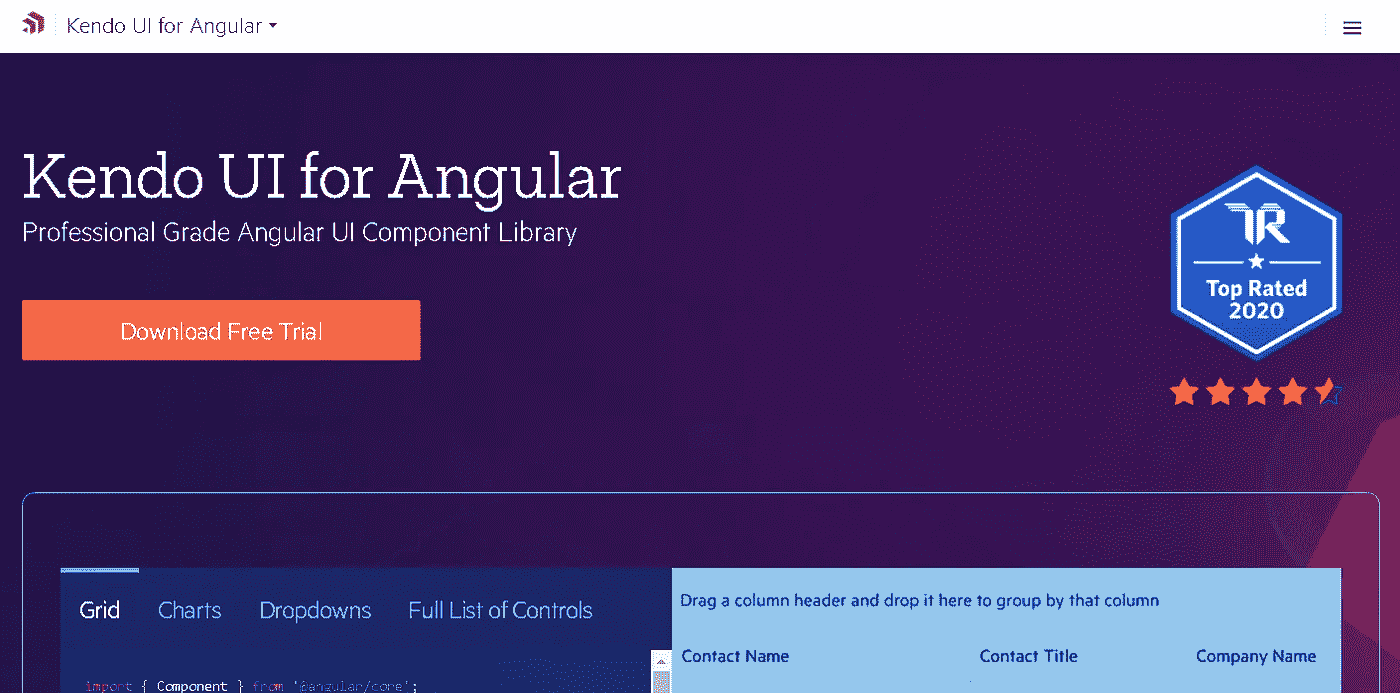 Kendo UI for Angular
Kendo UI for Angular
Professional Grade Angular UI Component Library
Download Free Trial
TR
Top Rated
2020
Grid Charts Dropdowns Full List of Controls
import { Component } from '@angular/core';
Drag a column header and drop it here to group by that column
Contact Name Contact Title Company Name